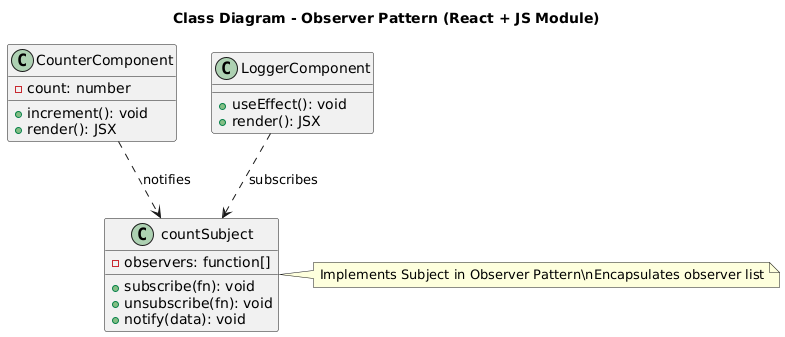 Class Diagram - Observer Pattern (React + JS Module)
C CounterComponent
count: number
increment(): void
render(): JSX
C LoggerComponent
useEffect(): void
render(): JSX
notifies
subscribes
C countSubject
observers: function[]
subscribe(fn): void
unsubscribe(fn): void
notify(data): void
Implements Subject in Observer Pattern\nEncapsulates observer list